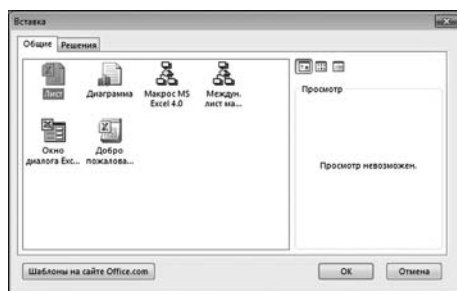 Вставка
Общие Решения
Лист
Диаграмма
Макрос MS
Excel 4.0
Междун.
лист ма...
Окно
диалога Exc...
Добро
пожалова...
Просмотр
Просмотр невозможен.
Шаблоны на сайте Office.com
ОК
Отмена